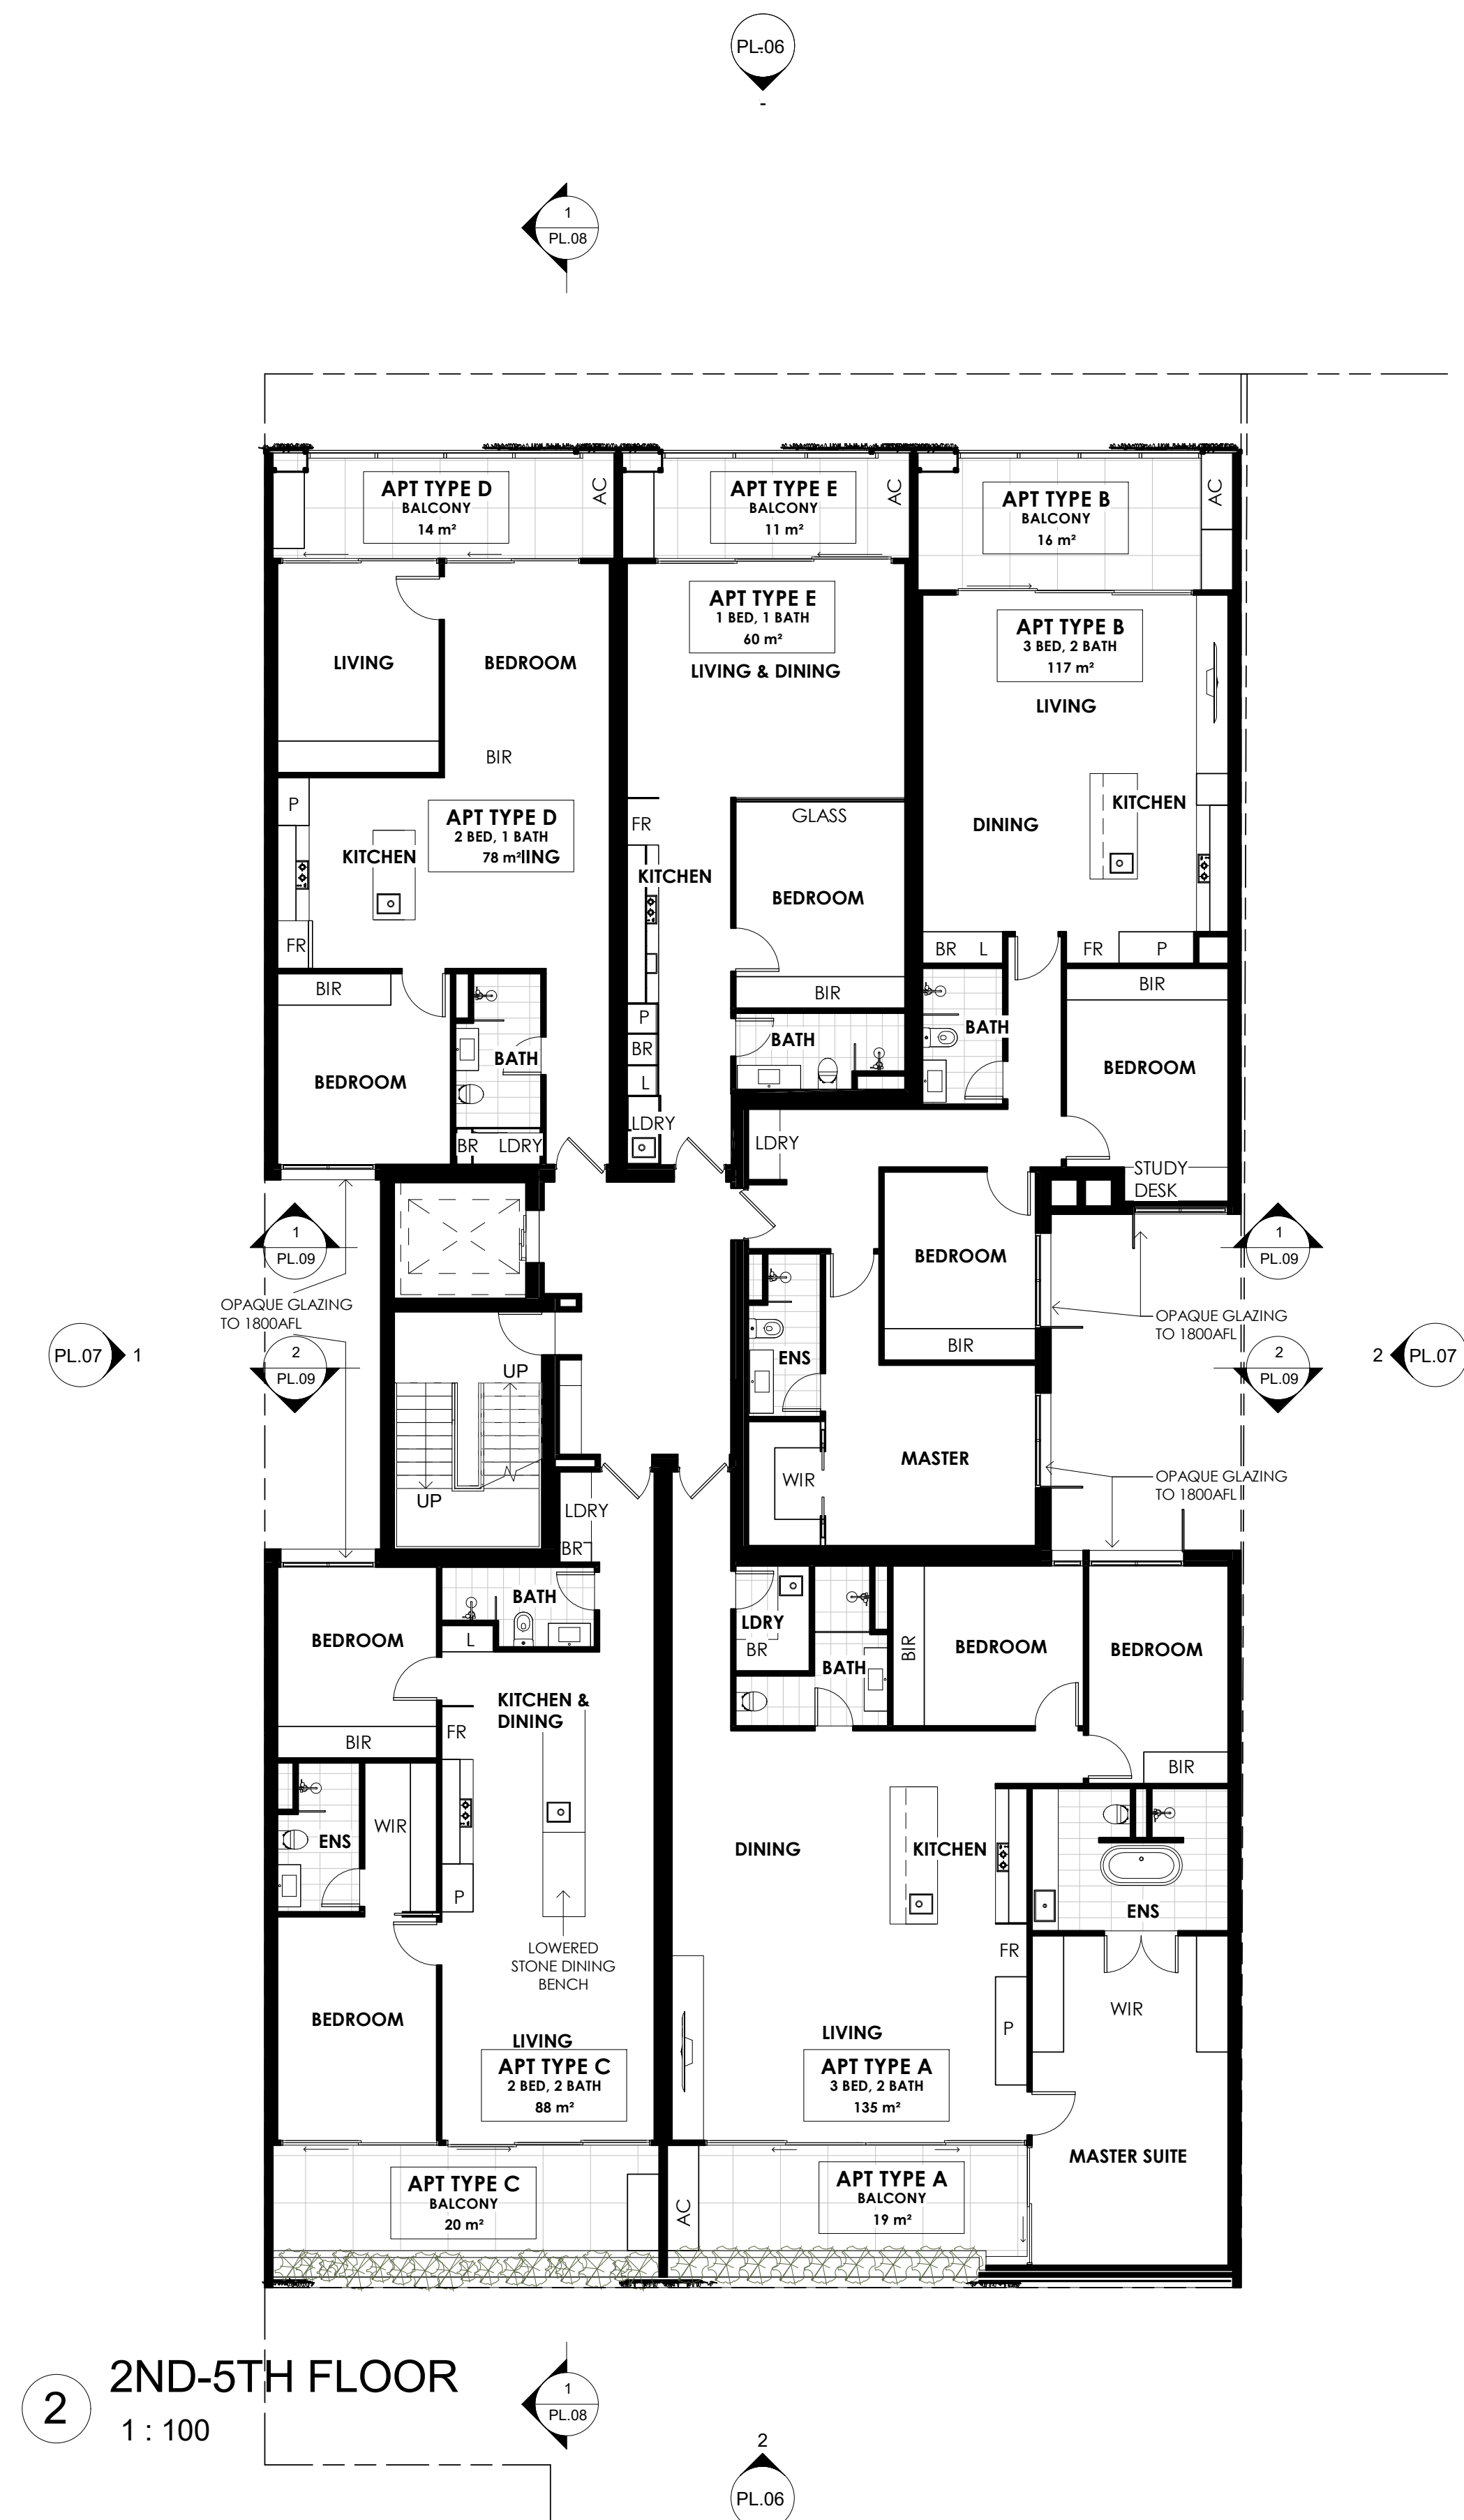 PL-06
-
1
PL.08
APT TYPE D
BALCONY
14 m²
AC
APT TYPE E
BALCONY
11 m²
AC
APT TYPE B
BALCONY
16 m²
AC
APT TYPE E
1 BED, 1 BATH
60 m²
LIVING & DINING
APT TYPE B
3 BED, 2 BATH
117 m²
LIVING
LIVING
BEDROOM
BIR
P
APT TYPE D
2 BED, 1 BATH
78 m²
ING
KITCHEN
FR
FR
GLASS
KITCHEN
BEDROOM
BIR
DINING
KITCHEN
BR L
FR
P
BIR
BIR
BEDROOM
BATH
BR LDRY
P
BR
L
LDRY
BATH
BATH
BEDROOM
LDRY
STUDY
DESK
1
PL.09
OPAQUE GLAZING
TO 1800AFL
2
PL.09
PL.07
1
UP
UP
BEDROOM
BIR
ENS
WIR
MASTER
1
PL.09
OPAQUE GLAZING
TO 1800AFL
2
PL.09
2
PL.07
OPAQUE GLAZING
TO 1800AFL
LDRY
BR
BATH
L
BEDROOM
BIR
KITCHEN &
DINING
FR
WIR
ENS
P
LOWERED
STONE DINING
BENCH
BEDROOM
LIVING
APT TYPE C
2 BED, 2 BATH
88 m²
LDRY
BR
BATH
BIR
BEDROOM
BEDROOM
BIR
DINING
KITCHEN
ENS
FR
P
WIR
LIVING
APT TYPE A
3 BED, 2 BATH
135 m²
MASTER SUITE
APT TYPE C
BALCONY
20 m²
AC
APT TYPE A
BALCONY
19 m²
2
2ND-5TH FLOOR
1 : 100
1
PL.08
2
PL.06